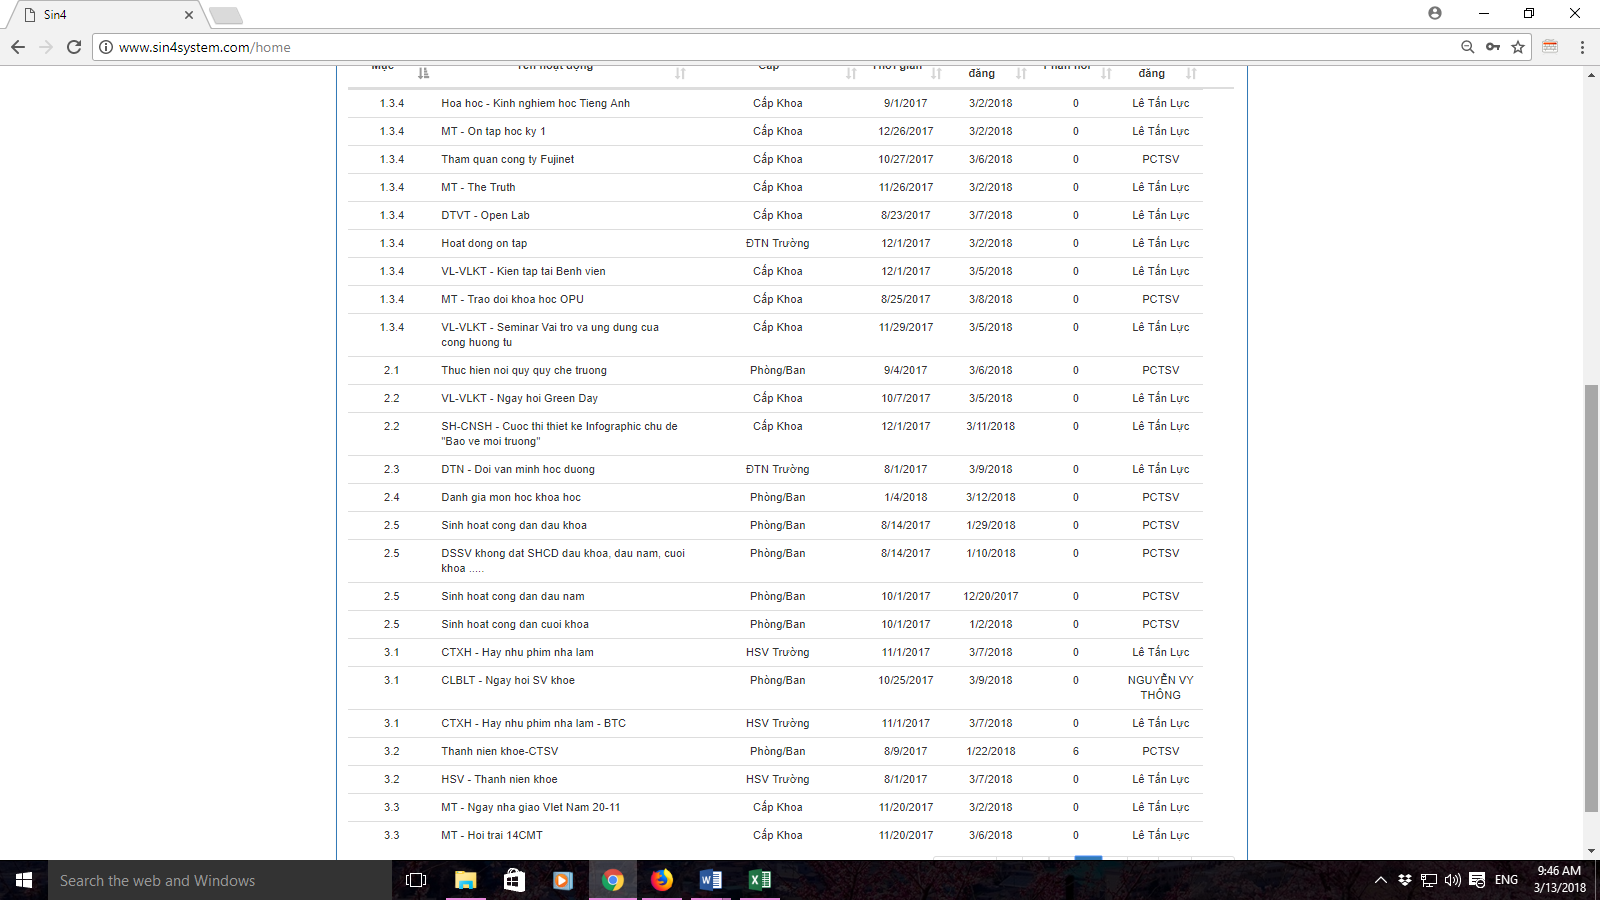 Sin4
www.sin4system.com/home
Mục Tên hoạt động Cấp Thời gian đăng Phản hồi đăng
1.3.4 Hoa hoc - Kinh nghiem hoc Tieng Anh Cấp Khoa 9/1/2017 3/2/2018 0 Lê Tấn Lực
1.3.4 MT - On tap hoc ky 1 Cấp Khoa 12/26/2017 3/2/2018 0 Lê Tấn Lực
1.3.4 Tham quan cong ty Fujinet Cấp Khoa 10/27/2017 3/6/2018 0 PCTSV
1.3.4 MT - The Truth Cấp Khoa 11/26/2017 3/2/2018 0 Lê Tấn Lực
1.3.4 DTVT - Open Lab Cấp Khoa 8/23/2017 3/7/2018 0 Lê Tấn Lực
1.3.4 Hoat dong on tap ĐTN Trường 12/1/2017 3/2/2018 0 Lê Tấn Lực
1.3.4 VL-VLKT - Kien tap tai Benh vien Cấp Khoa 12/1/2017 3/5/2018 0 Lê Tấn Lực
1.3.4 MT - Trao doi khoa hoc OPU Cấp Khoa 8/25/2017 3/8/2018 0 PCTSV
1.3.4 VL-VLKT - Seminar Vai tro va ung dung cua Cấp Khoa 11/29/2017 3/5/2018 0 Lê Tấn Lực
cong huong tu
2.1 Thuc hien noi quy quy che truong Phòng/Ban 9/4/2017 3/6/2018 0 PCTSV
2.2 VL-VLKT - Ngay hoi Green Day Cấp Khoa 10/7/2017 3/5/2018 0 Lê Tấn Lực
2.2 SH-CNSH - Cuoc thi thiet ke Infographic chu de Cấp Khoa 12/1/2017 3/11/2018 0 Lê Tấn Lực
"Bao ve moi truong"
2.3 DTN - Doi van minh hoc duong ĐTN Trường 8/1/2017 3/9/2018 0 Lê Tấn Lực
2.4 Danh gia mon hoc khoa hoc Phòng/Ban 1/4/2018 3/12/2018 0 PCTSV
2.5 Sinh hoat cong dan dau khoa Phòng/Ban 8/14/2017 1/29/2018 0 PCTSV
2.5 DSSV khong dat SHCD dau khoa, dau nam, cuoi Phòng/Ban 8/14/2017 1/10/2018 0 PCTSV
khoa .....
2.5 Sinh hoat cong dan dau nam Phòng/Ban 10/1/2017 12/20/2017 0 PCTSV
2.5 Sinh hoat cong dan cuoi khoa Phòng/Ban 10/1/2017 1/2/2018 0 PCTSV
3.1 CTXH - Hay nhu phim nha lam HSV Trường 11/1/2017 3/7/2018 0 Lê Tấn Lực
3.1 CLBLT - Ngay hoi SV khoe Phòng/Ban 10/25/2017 3/9/2018 0 NGUYỄN VY
THÔNG
3.1 CTXH - Hay nhu phim nha lam - BTC HSV Trường 11/1/2017 3/7/2018 0 Lê Tấn Lực
3.2 Thanh nien khoe-CTSV Phòng/Ban 8/9/2017 1/22/2018 6 PCTSV
3.2 HSV - Thanh nien khoe HSV Trường 8/1/2017 3/7/2018 0 Lê Tấn Lực
3.3 MT - Ngay nha giao VIet Nam 20-11 Cấp Khoa 11/20/2017 3/2/2018 0 Lê Tấn Lực
3.3 MT - Hoi trai 14CMT Cấp Khoa 11/20/2017 3/6/2018 0 Lê Tấn Lực
Search the web and Windows
ENG
9:46 AM
3/13/2018